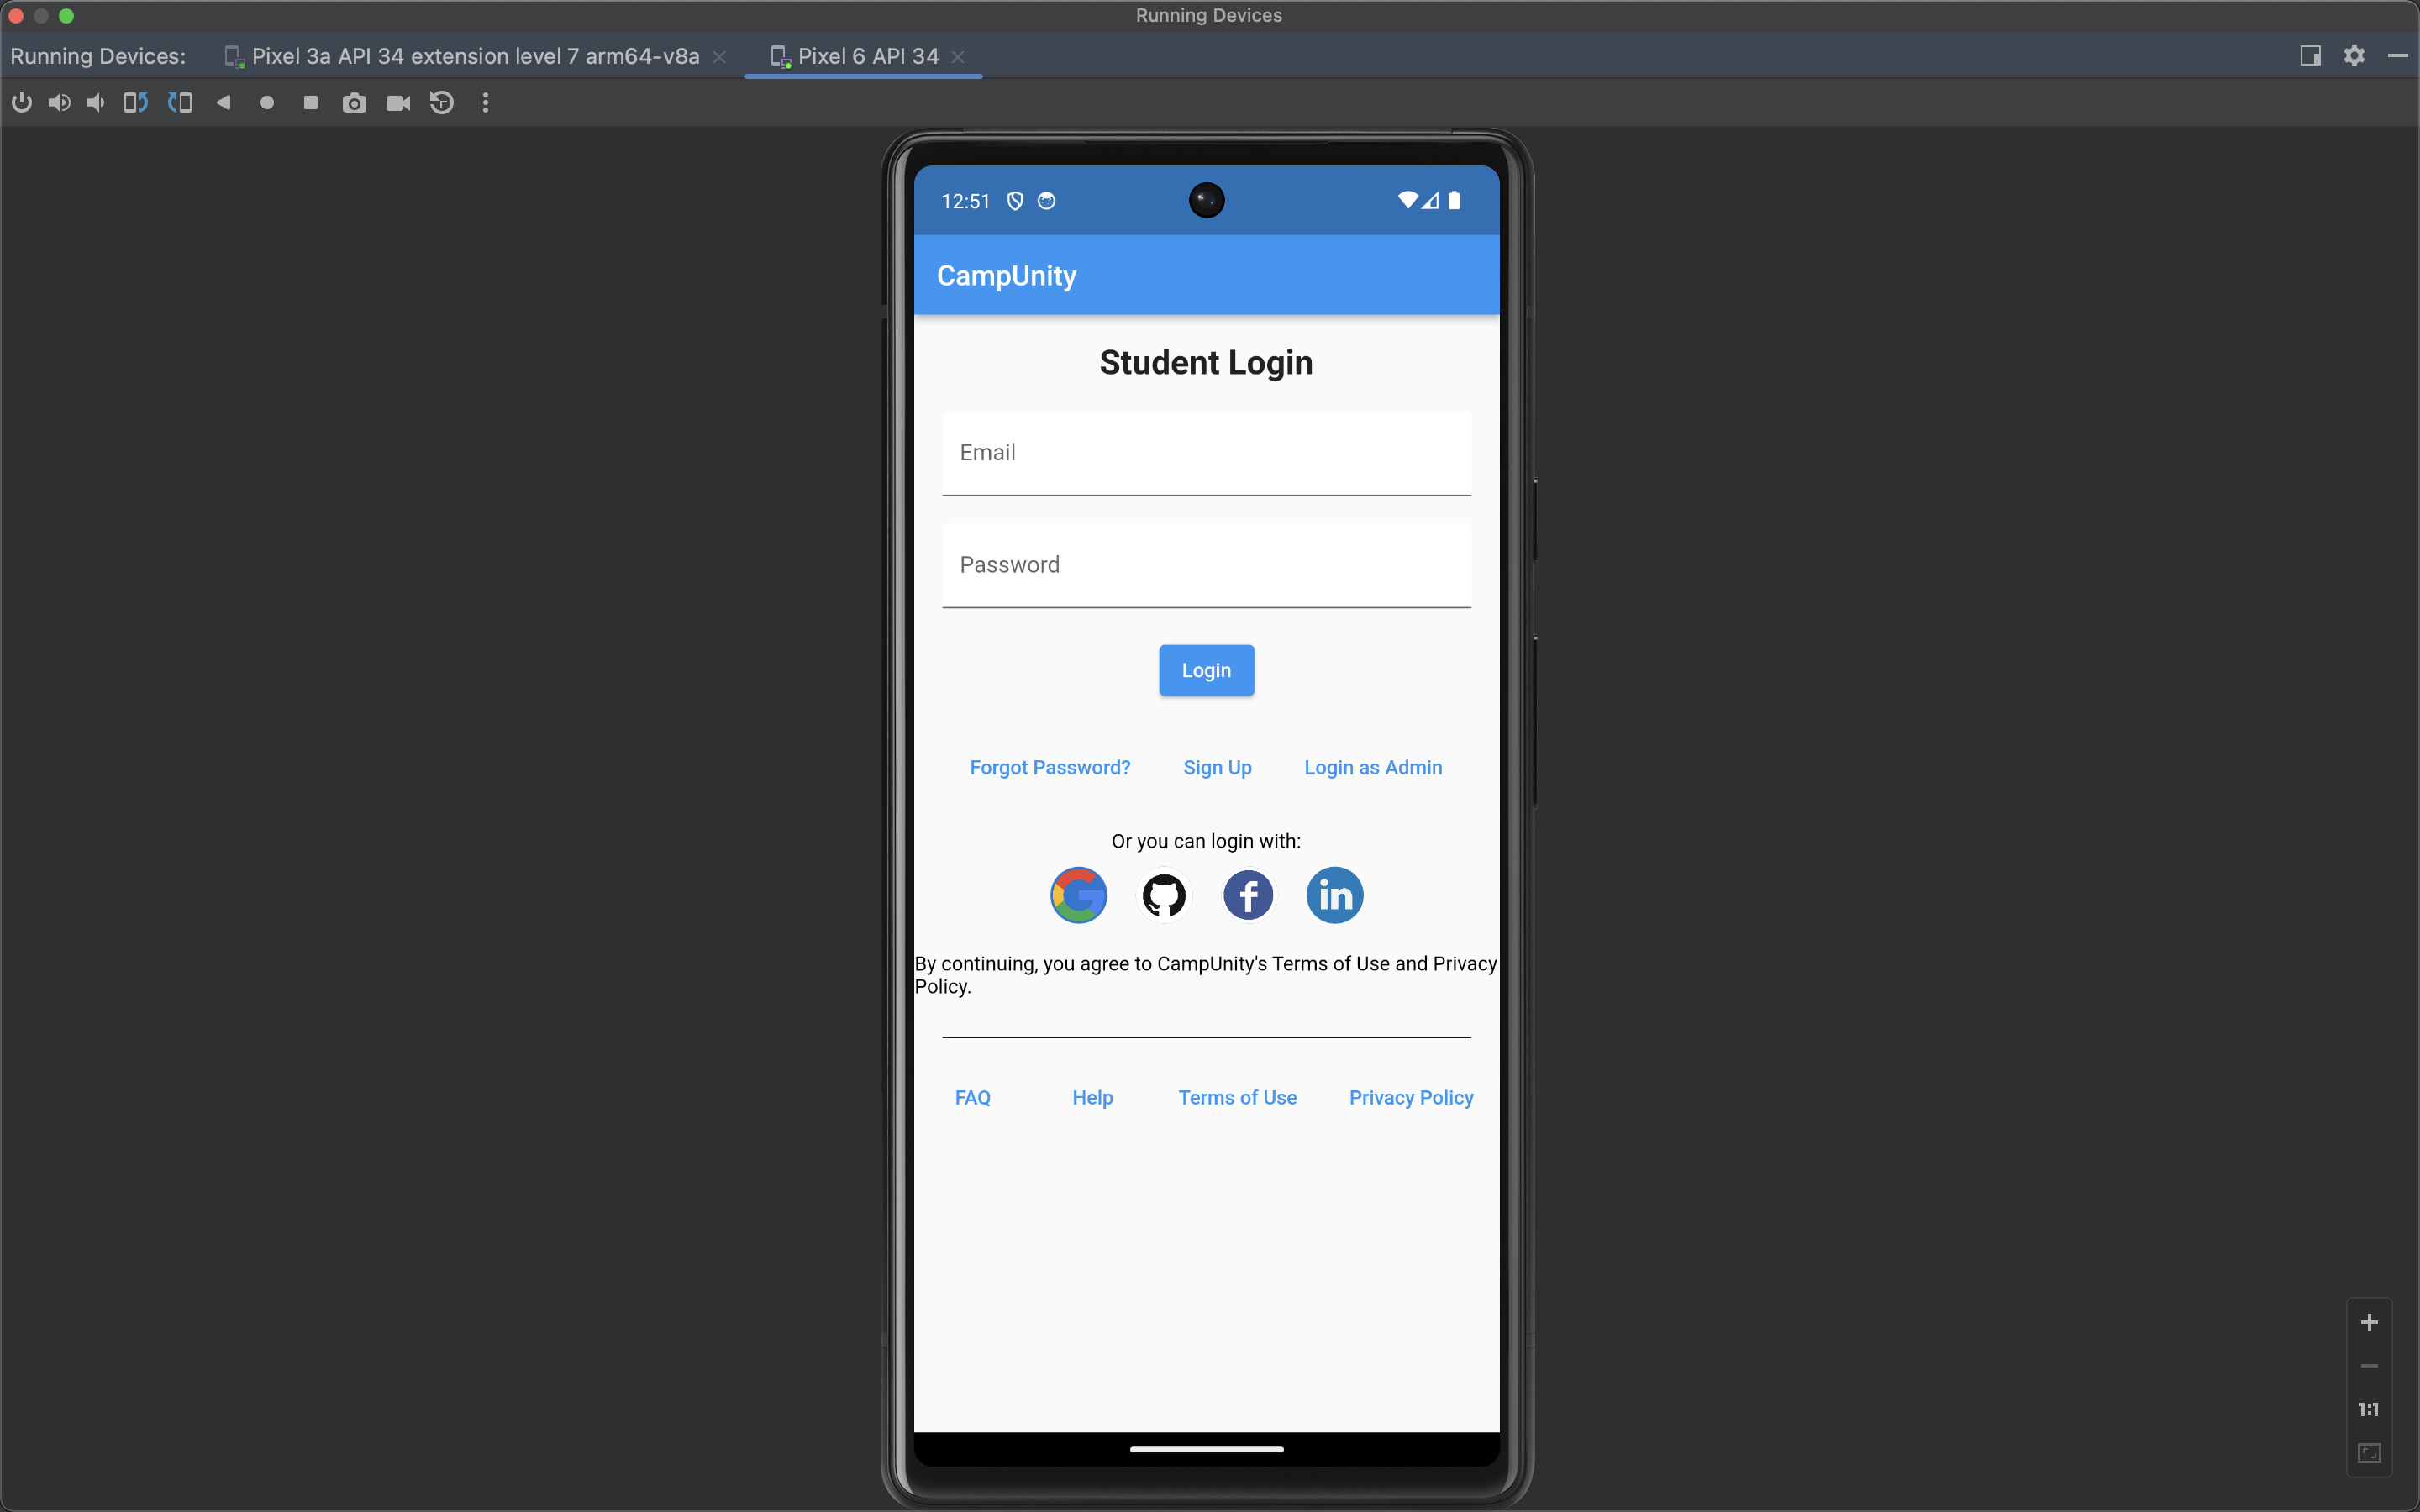 Running Devices
Running Devices: Pixel 3a API 34 extension level 7 arm64-v8a Pixel 6 API 34
12:51
CampUnity
Student Login
Email
Password
Login
Forgot Password? Sign Up Login as Admin
Or you can login with:
G f in
By continuing, you agree to CampUnity's Terms of Use and Privacy
Policy.
FAQ Help Terms of Use Privacy Policy
1:1